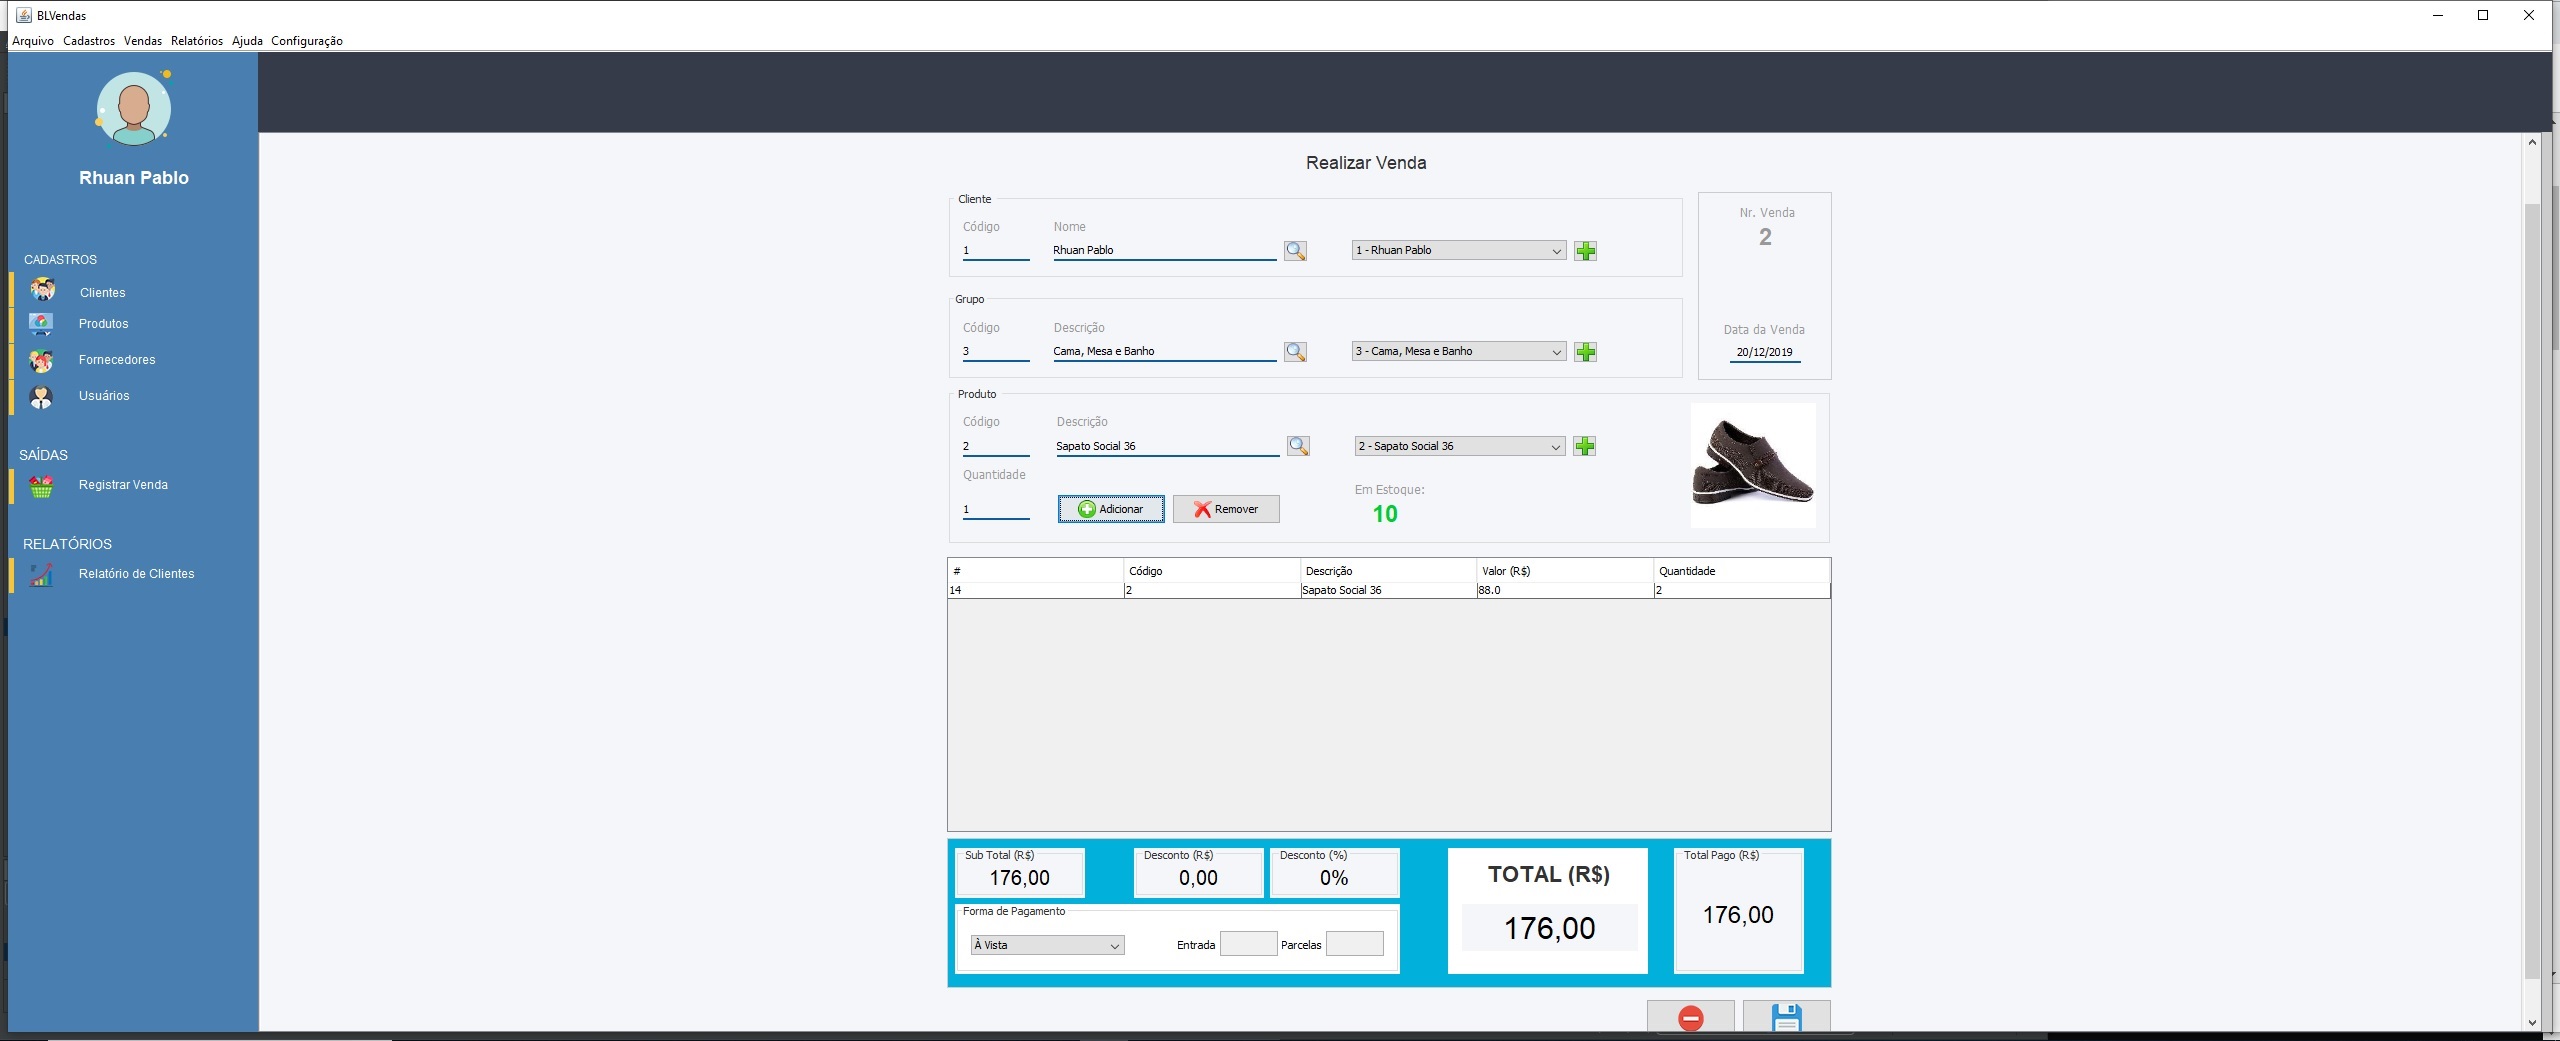 BLVendas
Arquivo Cadastros Vendas Relatórios Ajuda Configuração
Rhuan Pablo
CADASTROS
Clientes
Produtos
Fornecedores
Usuários
SAÍDAS
Registrar Venda
RELATÓRIOS
Relatório de Clientes
Realizar Venda
Cliente
Código Nome
1 Rhuan Pablo 1 - Rhuan Pablo
Nr. Venda
2
Data da Venda
20/12/2019
Grupo
Código Descrição
3 Cama, Mesa e Banho 3 - Cama, Mesa e Banho
Produto
Código Descrição
2 Sapato Social 36 2 - Sapato Social 36
Quantidade
1 Adicionar Remover
Em Estoque:
10
# Código Descrição Valor (R$) Quantidade
14 2 Sapato Social 36 88.0 2
Sub Total (R$) Desconto (R$) Desconto (%)
176,00 0,00 0%
Forma de Pagamento
À Vista Entrada Parcelas
TOTAL (R$)
176,00
Total Pago (R$)
176,00